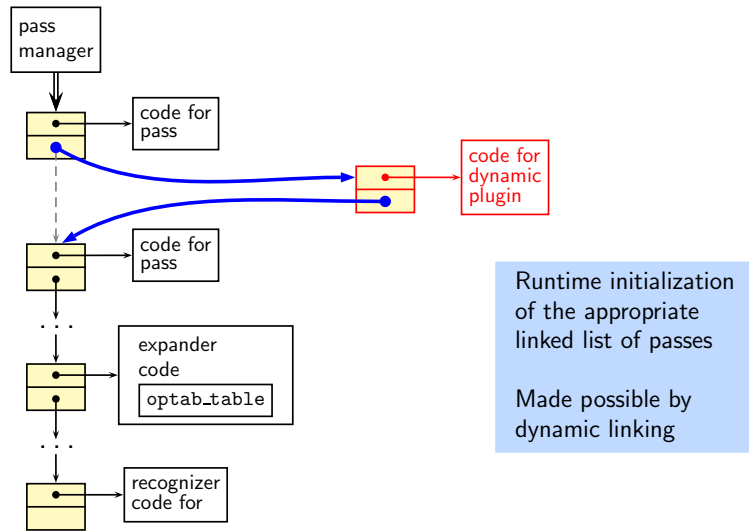 pass
manager
code for
pass
code for
dynamic
plugin
code for
pass
. . .
expander
code
optab_table
. . .
recognizer
code for
Runtime initialization
of the appropriate
linked list of passes
Made possible by
dynamic linking